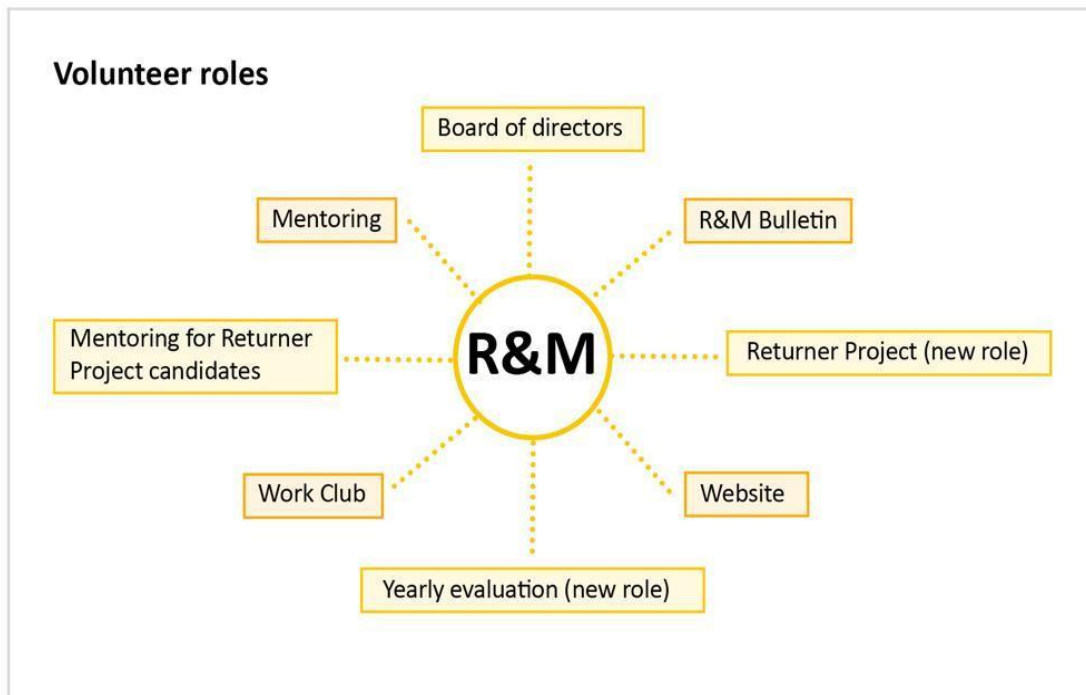 Volunteer roles
Board of directors
Mentoring
R&M Bulletin
Mentoring for Returner
Project candidates
R&M
Returner Project (new role)
Work Club
Website
Yearly evaluation (new role)